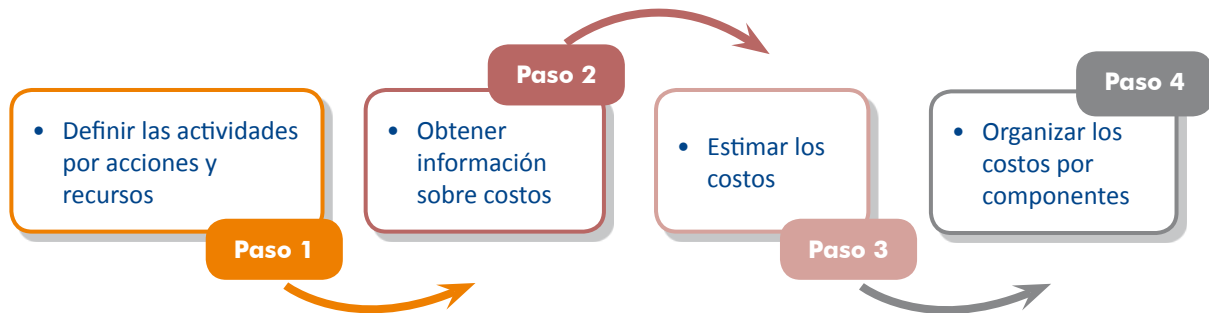 Paso 1
• Definir las actividades
por acciones y
recursos
Paso 2
• Obtener
información
sobre costos
Paso 3
• Estimar los
costos
Paso 4
• Organizar los
costos por
componentes